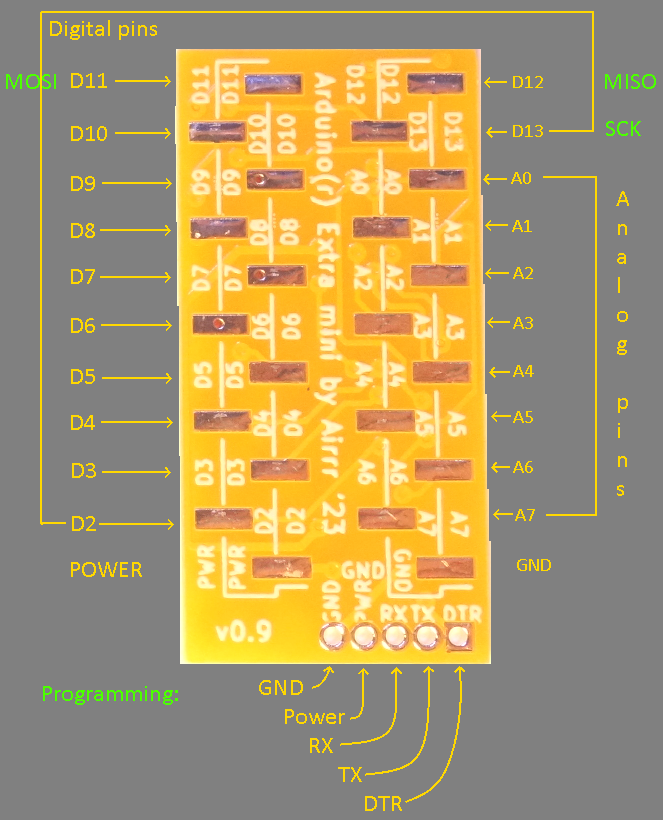 Digital pins
MOSI D11 D11 D11 D12 D12 D12 MISO
D10 D10 D10 D13 D13 D13 SCK
D9 D9 D9 A0 A0 A0
D8 D8 D8 A1 A1 A1
D7 D7 D7 A2 A2 A2
D6 D6 D6 A3 A3 A3
D5 D5 D5 A4 A4 A4
D4 D4 D4 A5 A5 A5
D3 D3 D3 A6 A6 A6
D2 D2 D2 A7 A7 A7
POWER PWR PWR GND GND GND
Arduino(r) Extra mini by Airrr '23
Analog pins
v0.9 GND PWR RX TX DTR
Programming:
GND
Power
RX
TX
DTR